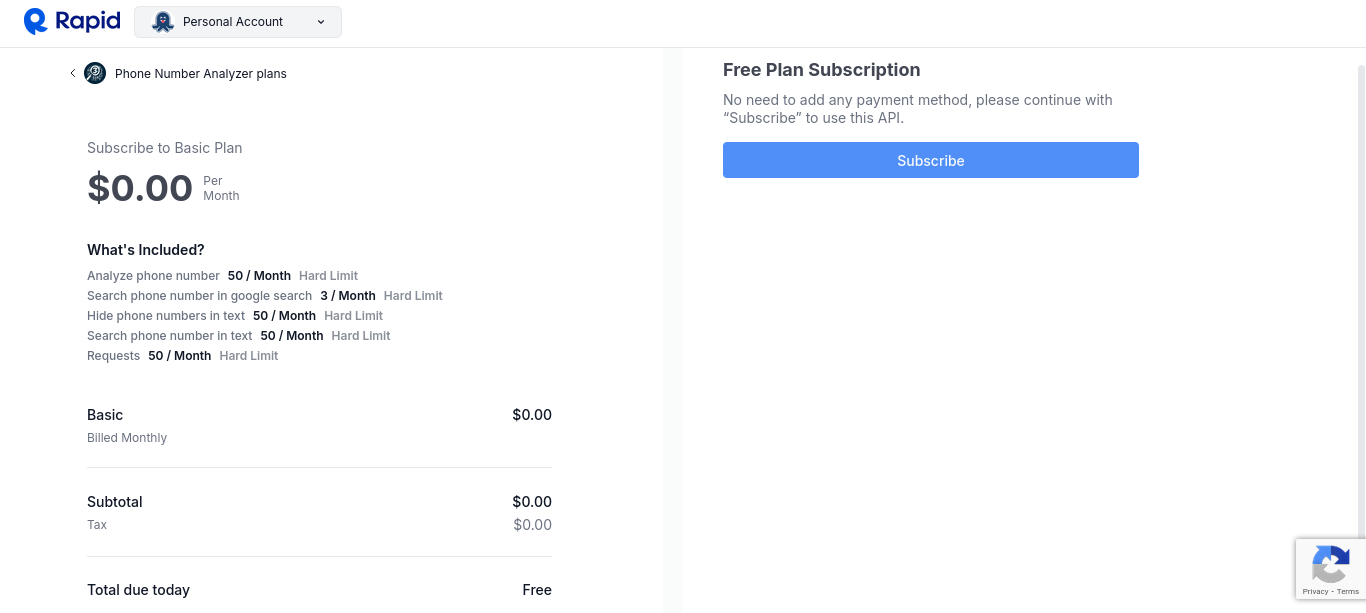 Rapid
Personal Account
Phone Number Analyzer plans
Subscribe to Basic Plan
$0.00 Per
Month
What's Included?
Analyze phone number 50 / Month Hard Limit
Search phone number in google search 3 / Month Hard Limit
Hide phone numbers in text 50 / Month Hard Limit
Search phone number in text 50 / Month Hard Limit
Requests 50 / Month Hard Limit
Basic $0.00
Billed Monthly
Subtotal $0.00
Tax $0.00
Total due today Free
Free Plan Subscription
No need to add any payment method, please continue with
“Subscribe” to use this API.
Subscribe
Privacy - Terms